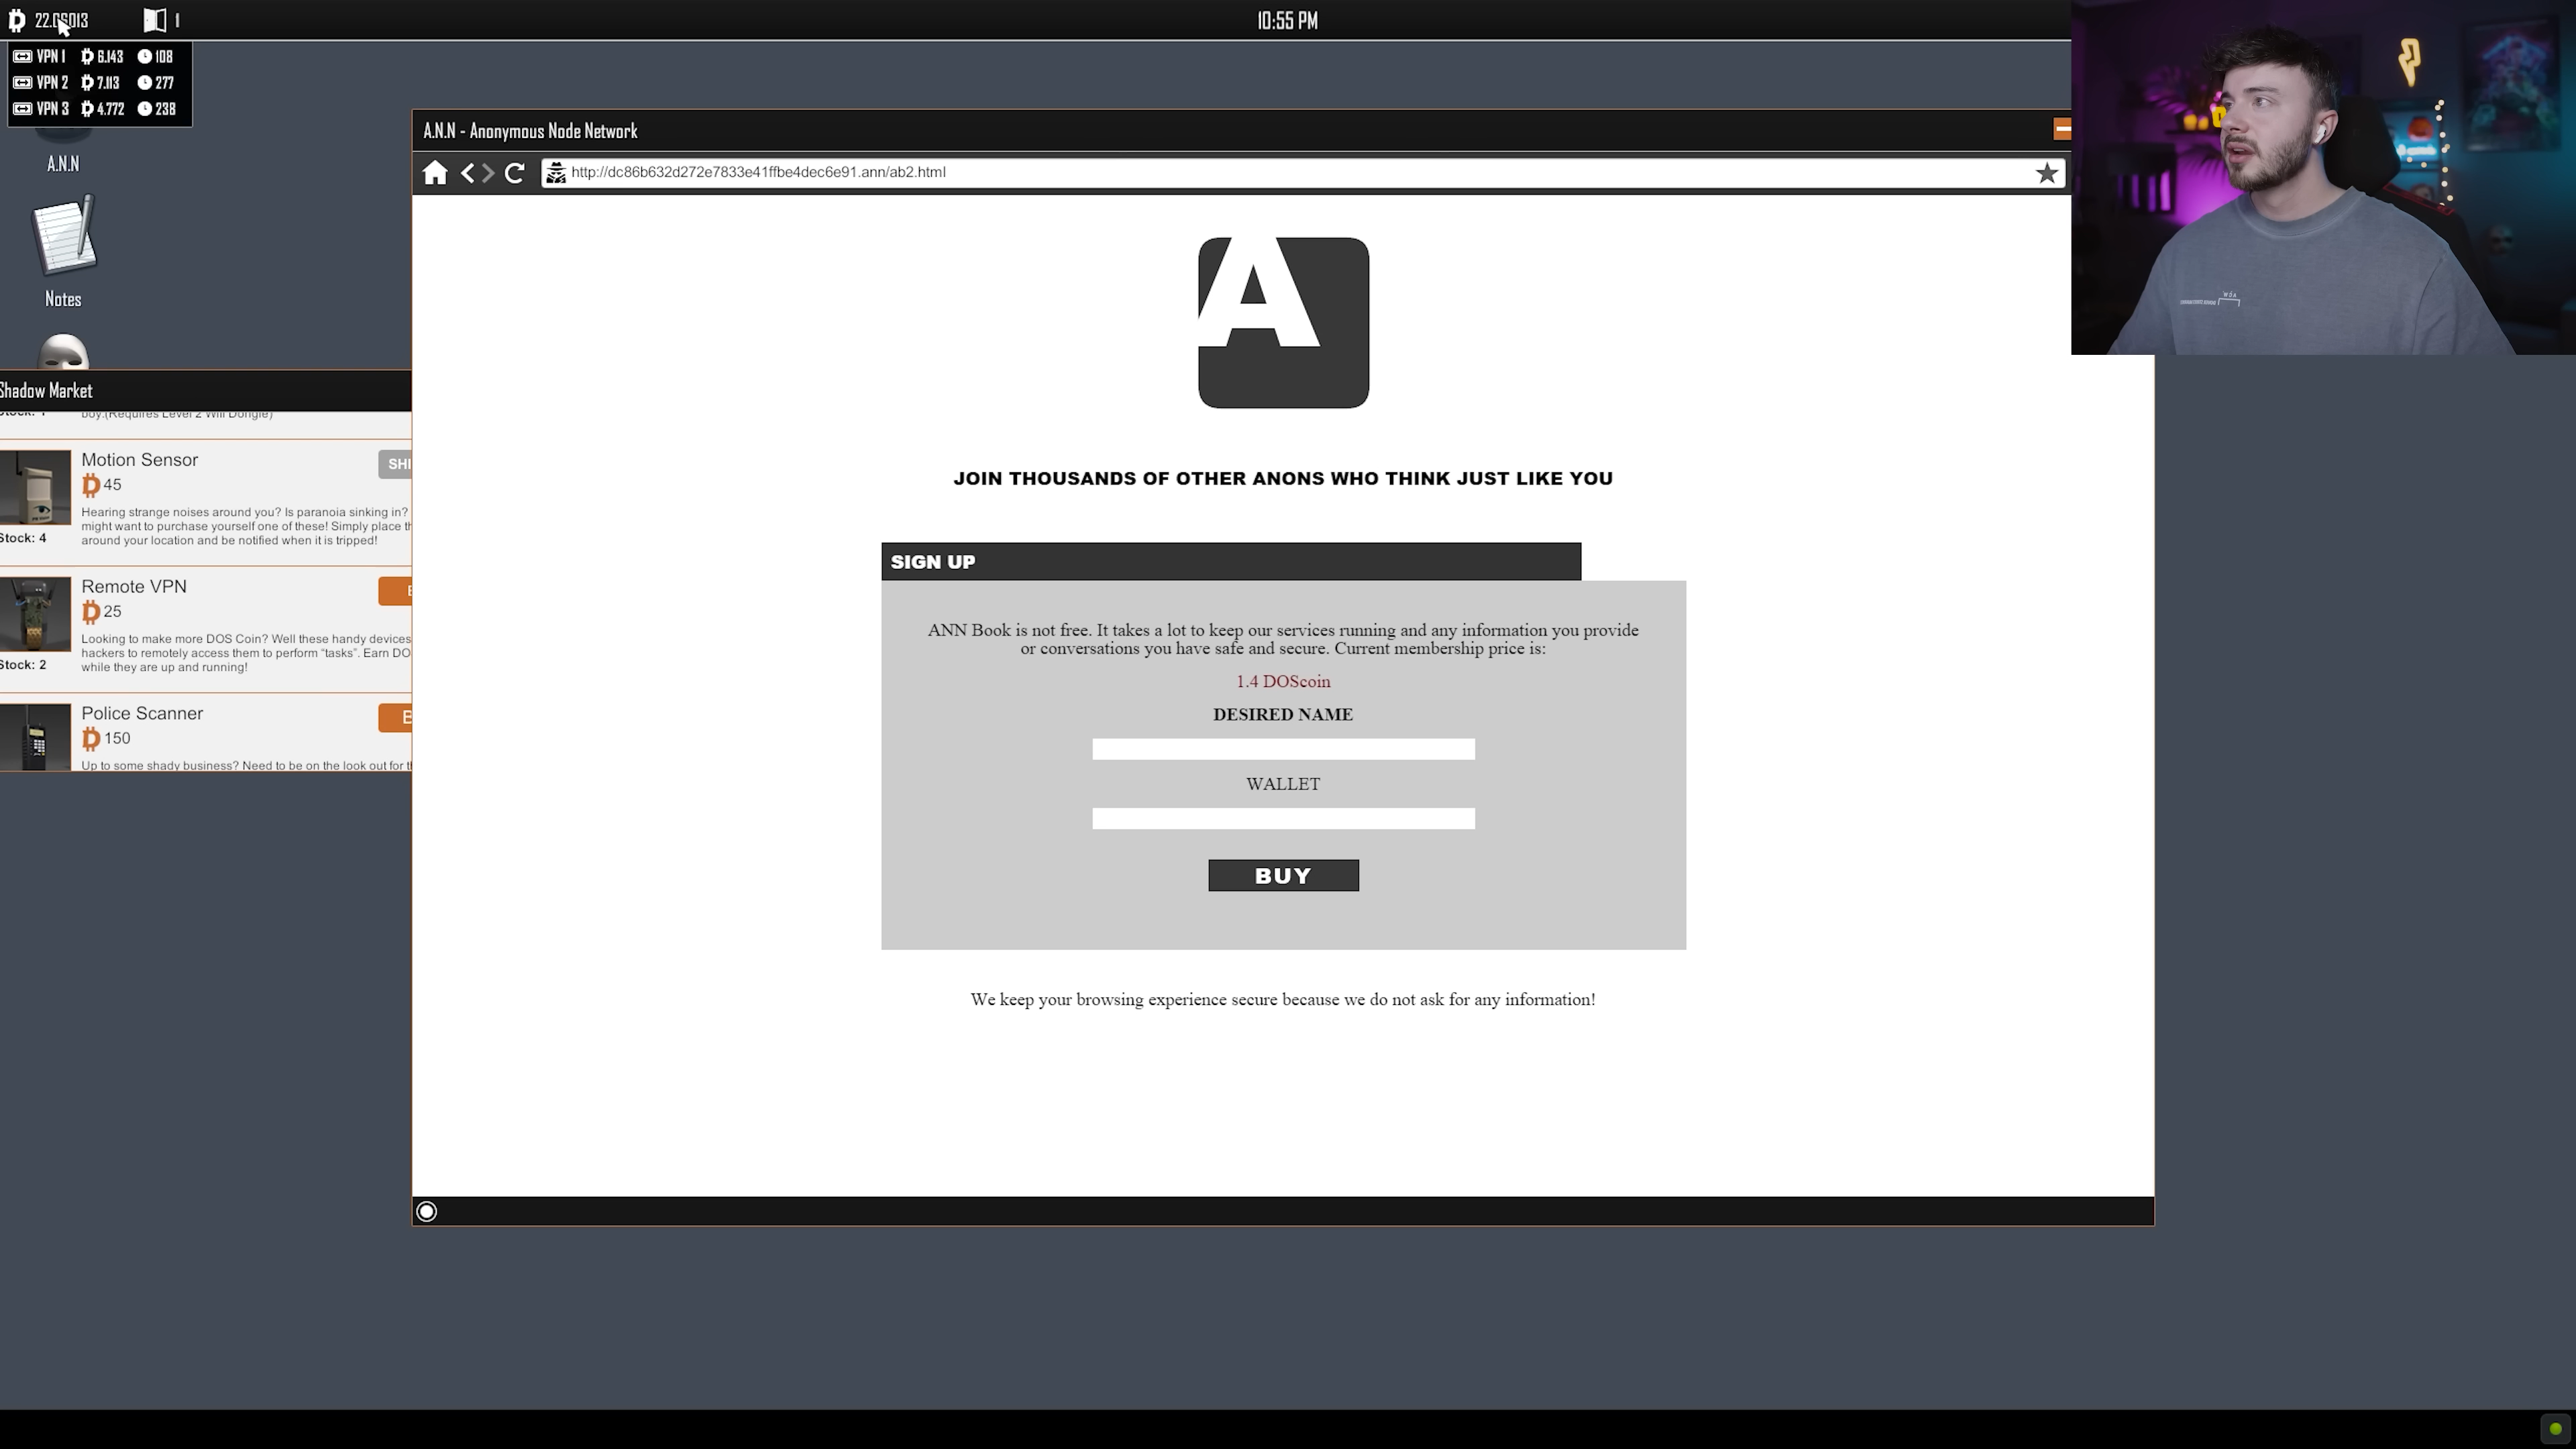 1
10:55 PM
VPN 1 6.143 108
VPN 2 7.113 277
VPN 3 4.772 238
A.N.N
Notes
A.N.N - Anonymous Node Network
http://dc86b632d272e7833e41ffbe4dec6e91.ann/ab2.html
A
JOIN THOUSANDS OF OTHER ANONS WHO THINK JUST LIKE YOU
SIGN UP
ANN Book is not free. It takes a lot to keep our services running and any information you provide
or conversations you have safe and secure. Current membership price is:
1.4 DOScoin
DESIRED NAME
WALLET
BUY
We keep your browsing experience secure because we do not ask for any information!
Shadow Market
boy.(Requires Level 2 Wifi Dongle)
Motion Sensor
SHI
45
Hearing strange noises around you? Is paranoia sinking in?
might want to purchase yourself one of these! Simply place
around your location and be notified when it is tripped!
Stock: 4
Remote VPN
25
Looking to make more DOS Coin? Well these handy devices
hackers to remotely access them to perform “tasks”. Earn DO
while they are up and running!
Stock: 2
Police Scanner
150
Up to some shady business? Need to be on the look out for